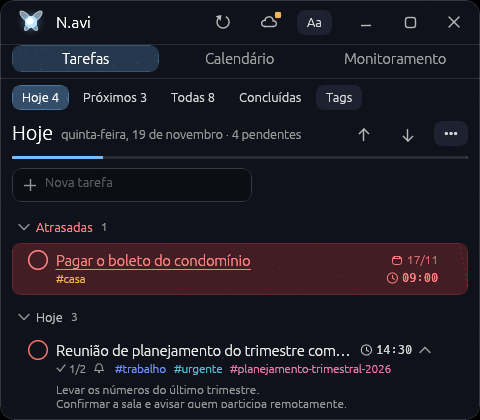 N.avi
Aa
Tarefas Calendário Monitoramento
Hoje 4 Próximos 3 Todas 8 Concluídas Tags
Hoje quinta-feira, 19 de novembro · 4 pendentes
Nova tarefa
Atrasadas 1
Pagar o boleto do condomínio 17/11
#casa 09:00
Hoje 3
Reunião de planejamento do trimestre com... 14:30
1/2 #trabalho #urgente #planejamento-trimestral-2026
Levar os números do último trimestre.
Confirmar a sala e avisar quem participa remotamente.